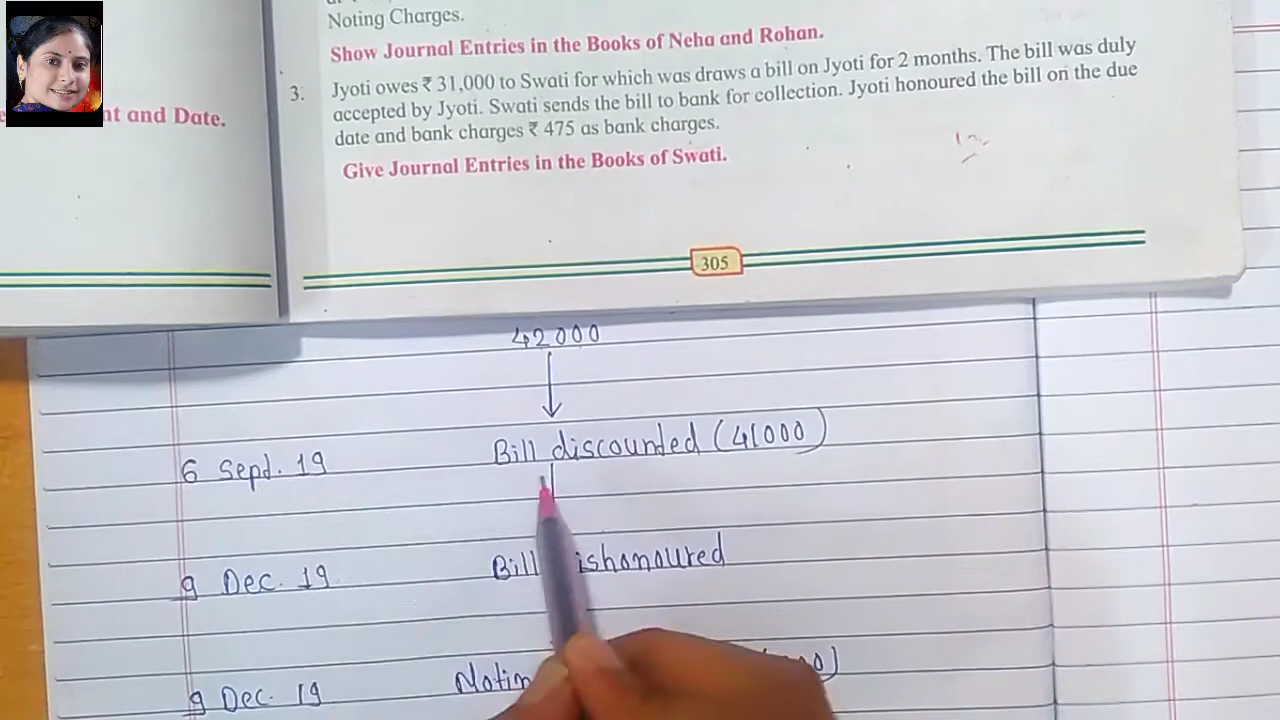 Noting Charges.
Show Journal Entries in the Books of Neha and Rohan.
nt and Date.
3. Jyoti owes ₹ 31,000 to Swati for which was draws a bill on Jyoti for 2 months. The bill was duly
accepted by Jyoti. Swati sends the bill to bank for collection. Jyoti honoured the bill on the due
date and bank charges ₹ 475 as bank charges.
Give Journal Entries in the Books of Swati.
305
42000
6 Sept. 19 Bill discounted (41000)
9 Dec. 19 Bill ishonoured
9 Dec. 19 Notin